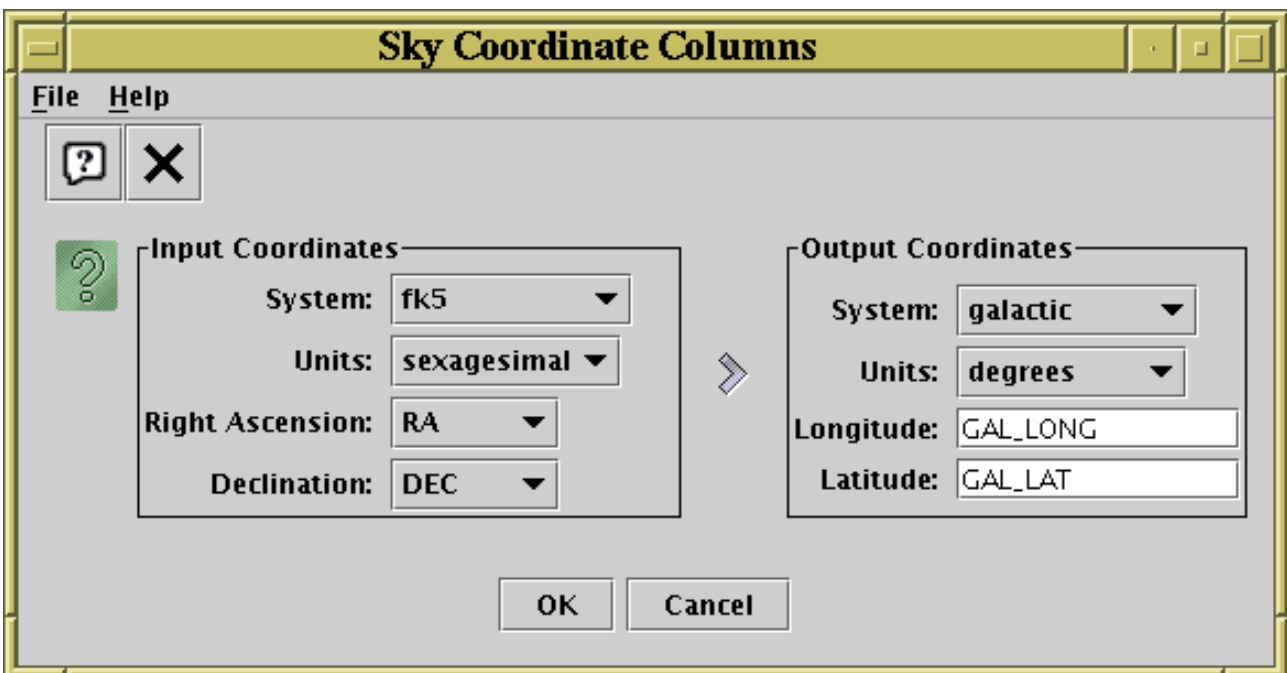 Sky Coordinate Columns
File Help
Input Coordinates
System: fk5
Units: sexagesimal
Right Ascension: RA
Declination: DEC
Output Coordinates
System: galactic
Units: degrees
Longitude: GAL_LONG
Latitude: GAL_LAT
OK Cancel